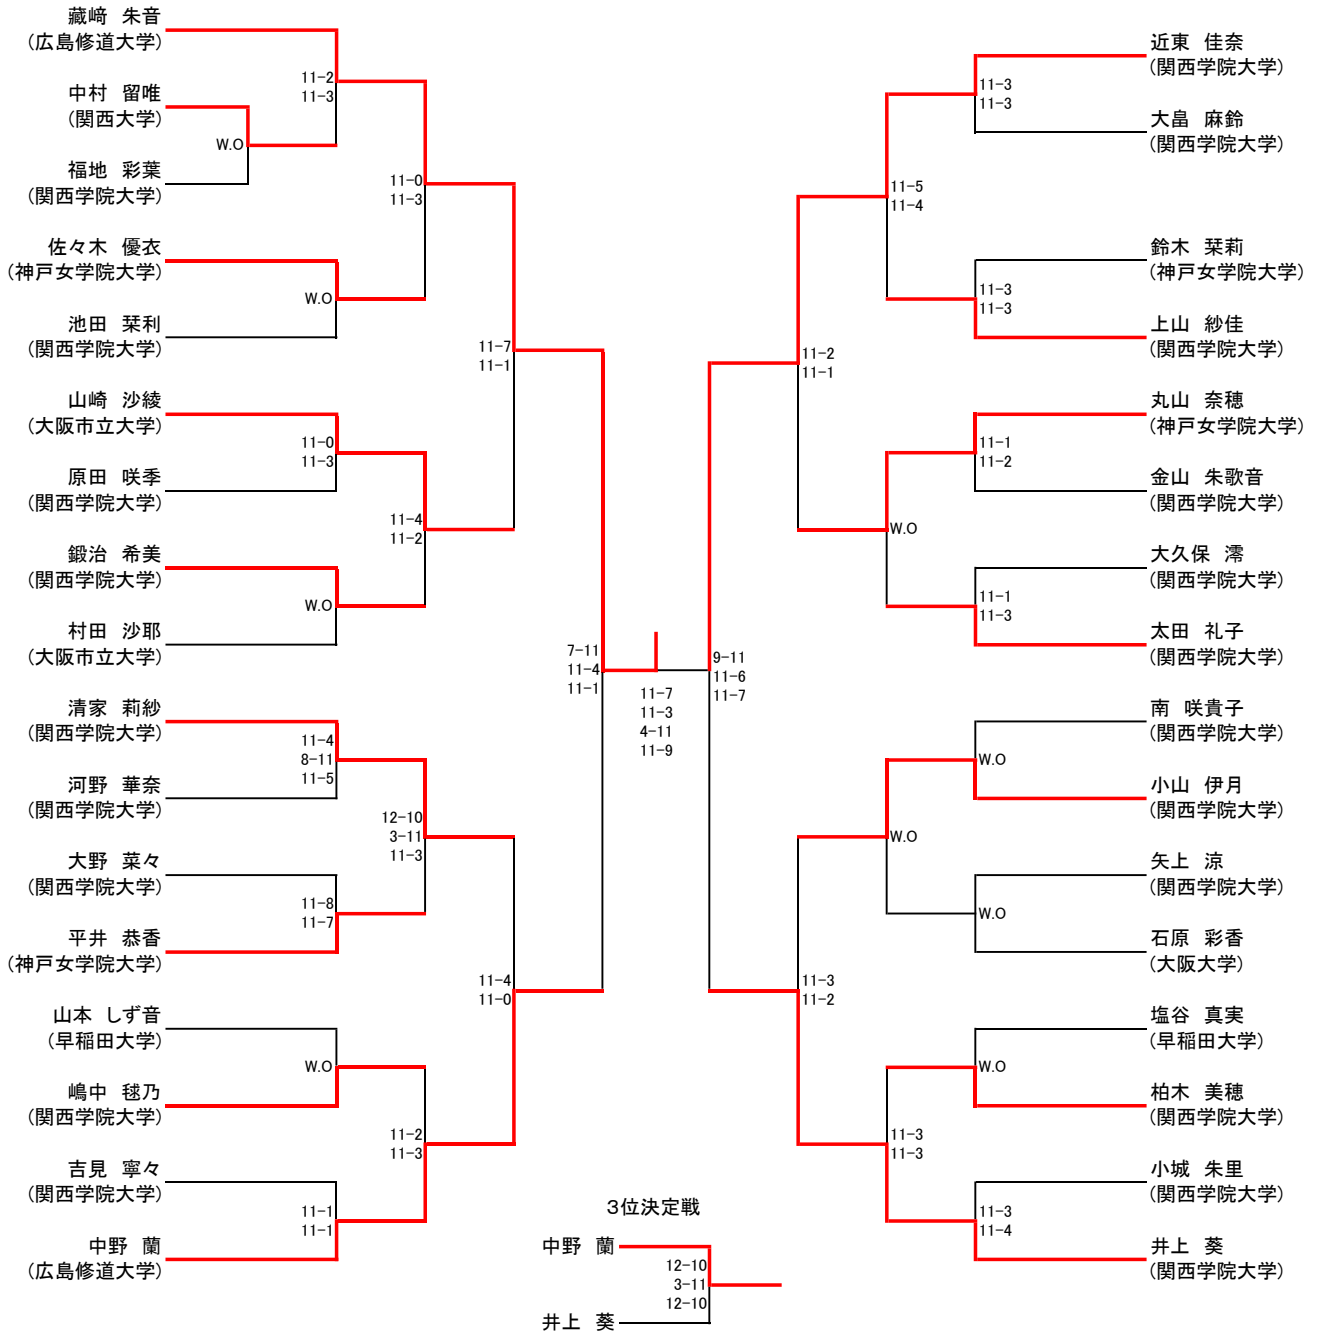 藏﨑 朱音
(広島修道大学)
中村 留唯
(関西大学)
福地 彩葉
(関西学院大学)
佐々木 優衣
(神戸女学院大学)
池田 栞利
(関西学院大学)
山崎 沙綾
(大阪市立大学)
原田 咲季
(関西学院大学)
鍛治 希美
(関西学院大学)
村田 沙耶
(大阪市立大学)
清家 莉紗
(関西学院大学)
河野 華奈
(関西学院大学)
大野 菜々
(関西学院大学)
平井 恭香
(神戸女学院大学)
山本 しず音
(早稲田大学)
嶋中 毬乃
(関西学院大学)
吉見 寧々
(関西学院大学)
中野 蘭
(広島修道大学)
W.O
11-2
11-3
W.O
11-0
11-3
W.O
11-4
8-11
11-5
11-8
11-7
W.O
11-1
11-1
11-0
11-3
11-4
11-2
12-10
3-11
11-3
11-2
11-3
11-7
11-1
11-4
11-0
7-11
11-4
11-1
11-7
11-3
4-11
11-9
9-11
11-6
11-7
11-2
11-1
11-3
11-2
11-5
11-4
W.O
W.O
11-3
11-3
11-3
11-3
11-3
11-3
11-1
11-2
11-1
11-3
W.O
W.O
W.O
11-3
11-4
近東 佳奈
(関西学院大学)
大畠 麻鈴
(関西学院大学)
鈴木 栞莉
(神戸女学院大学)
上山 紗佳
(関西学院大学)
丸山 奈穂
(神戸女学院大学)
金山 朱歌音
(関西学院大学)
大久保 澪
(関西学院大学)
太田 礼子
(関西学院大学)
南 咲貴子
(関西学院大学)
小山 伊月
(関西学院大学)
矢上 涼
(関西学院大学)
石原 彩香
(大阪大学)
塩谷 真実
(早稲田大学)
柏木 美穂
(関西学院大学)
小城 朱里
(関西学院大学)
井上 葵
(関西学院大学)
3位決定戦
中野 蘭
12-10
3-11
12-10
井上 葵